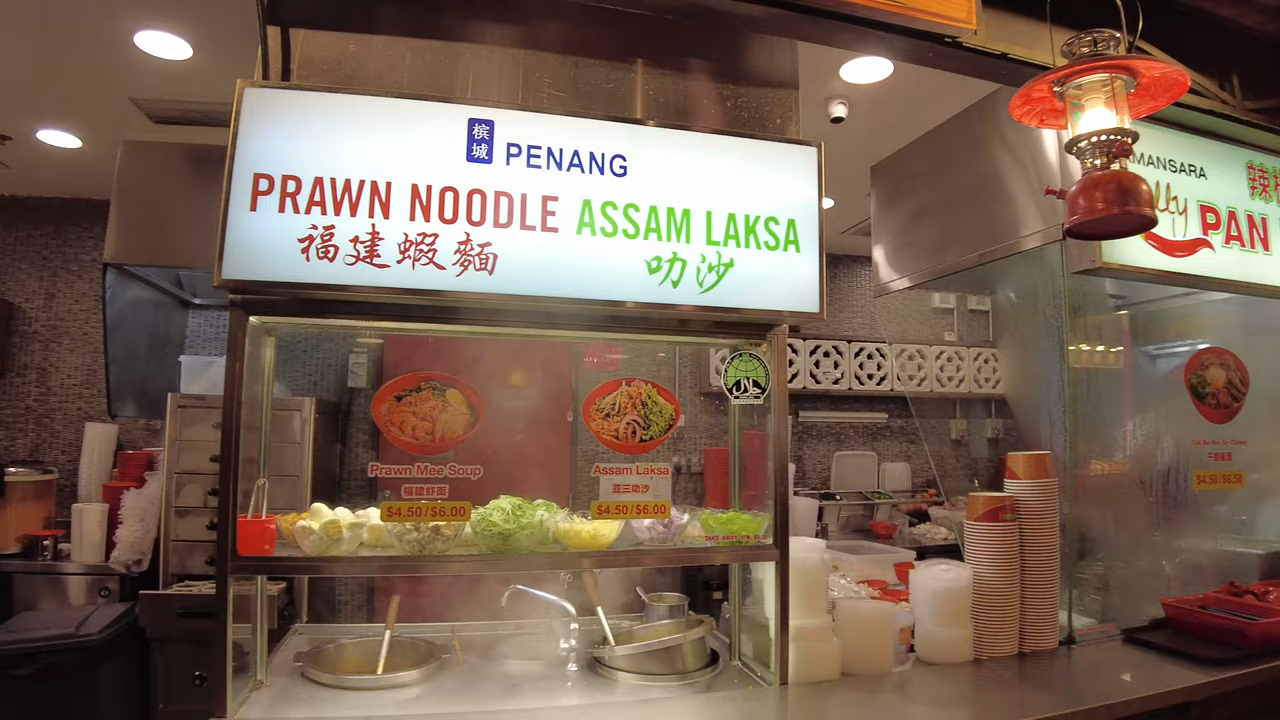 槟城
PENANG
PRAWN NOODLE ASSAM LAKSA
福建蝦麵
叻沙
Prawn Mee Soup
福建虾面
$4.50/$6.00
Assam Laksa
亚三叻沙
$4.50/$6.00
AMANSARA
PAN
辣
$4.50/$6.50